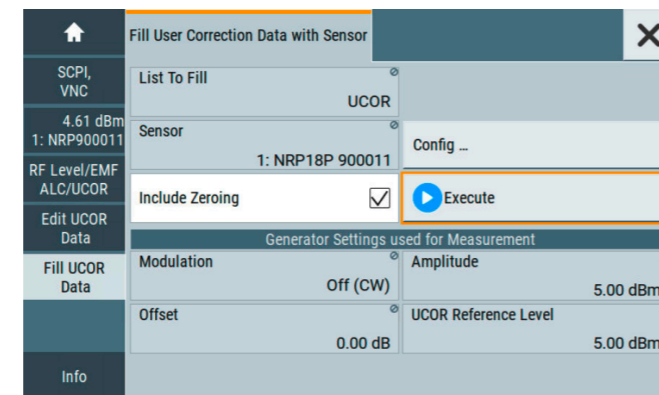 Fill User Correction Data with Sensor
SCPI,
VNC
4.61 dBm
1: NRP900011
RF Level/EMF
ALC/UCOR
Edit UCOR
Data
Fill UCOR
Data
Info
List To Fill
UCOR
Sensor
1: NRP18P 900011
Config ...
Include Zeroing
Execute
Generator Settings used for Measurement
Modulation
Off (CW)
Amplitude
5.00 dBm
Offset
0.00 dB
UCOR Reference Level
5.00 dBm